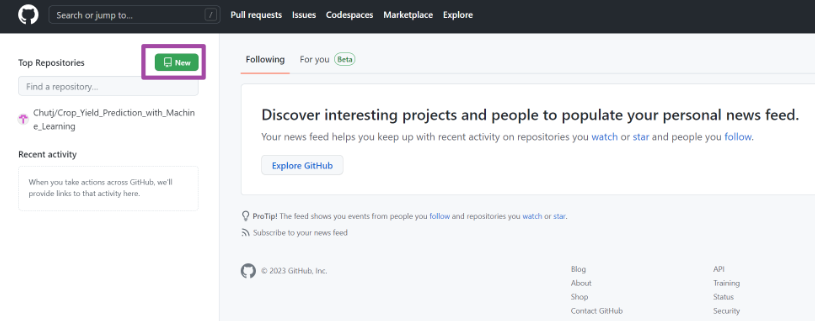 Search or jump to... /
Pull requests Issues Codespaces Marketplace Explore
Top Repositories
New
Find a repository...
Chutj/Crop_Yield_Prediction_with_Machin
e_Learning
Recent activity
When you take actions across GitHub, we'll
provide links to that activity here.
Following For you Beta
Discover interesting projects and people to populate your personal news feed.
Your news feed helps you keep up with recent activity on repositories you watch or star and people you follow.
Explore GitHub
ProTip! The feed shows you events from people you follow and repositories you watch or star.
Subscribe to your news feed
© 2023 GitHub, Inc.
Blog
About
Shop
Contact GitHub
API
Training
Status
Security